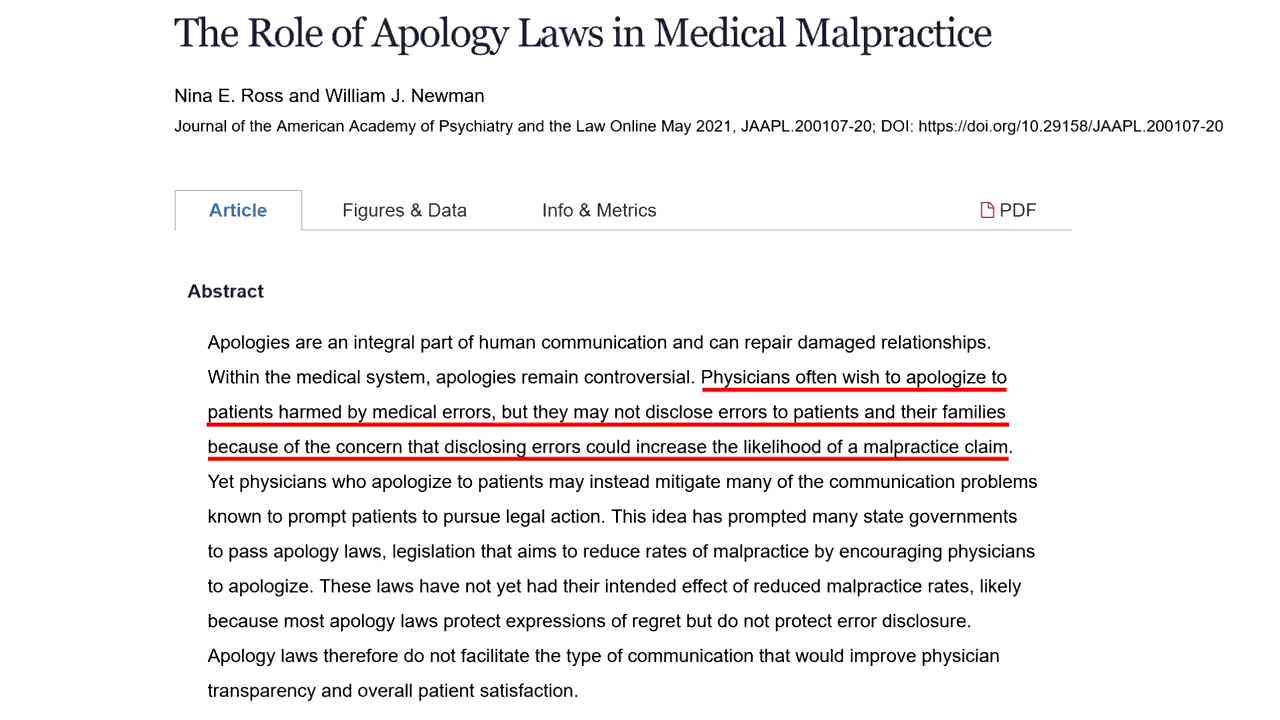 The Role of Apology Laws in Medical Malpractice
Nina E. Ross and William J. Newman
Journal of the American Academy of Psychiatry and the Law Online May 2021, JAAPL.200107-20; DOI: https://doi.org/10.29158/JAAPL.200107-20
Article Figures & Data Info & Metrics PDF
Abstract
Apologies are an integral part of human communication and can repair damaged relationships.
Within the medical system, apologies remain controversial. Physicians often wish to apologize to
patients harmed by medical errors, but they may not disclose errors to patients and their families
because of the concern that disclosing errors could increase the likelihood of a malpractice claim.
Yet physicians who apologize to patients may instead mitigate many of the communication problems
known to prompt patients to pursue legal action. This idea has prompted many state governments
to pass apology laws, legislation that aims to reduce rates of malpractice by encouraging physicians
to apologize. These laws have not yet had their intended effect of reduced malpractice rates, likely
because most apology laws protect expressions of regret but do not protect error disclosure.
Apology laws therefore do not facilitate the type of communication that would improve physician
transparency and overall patient satisfaction.